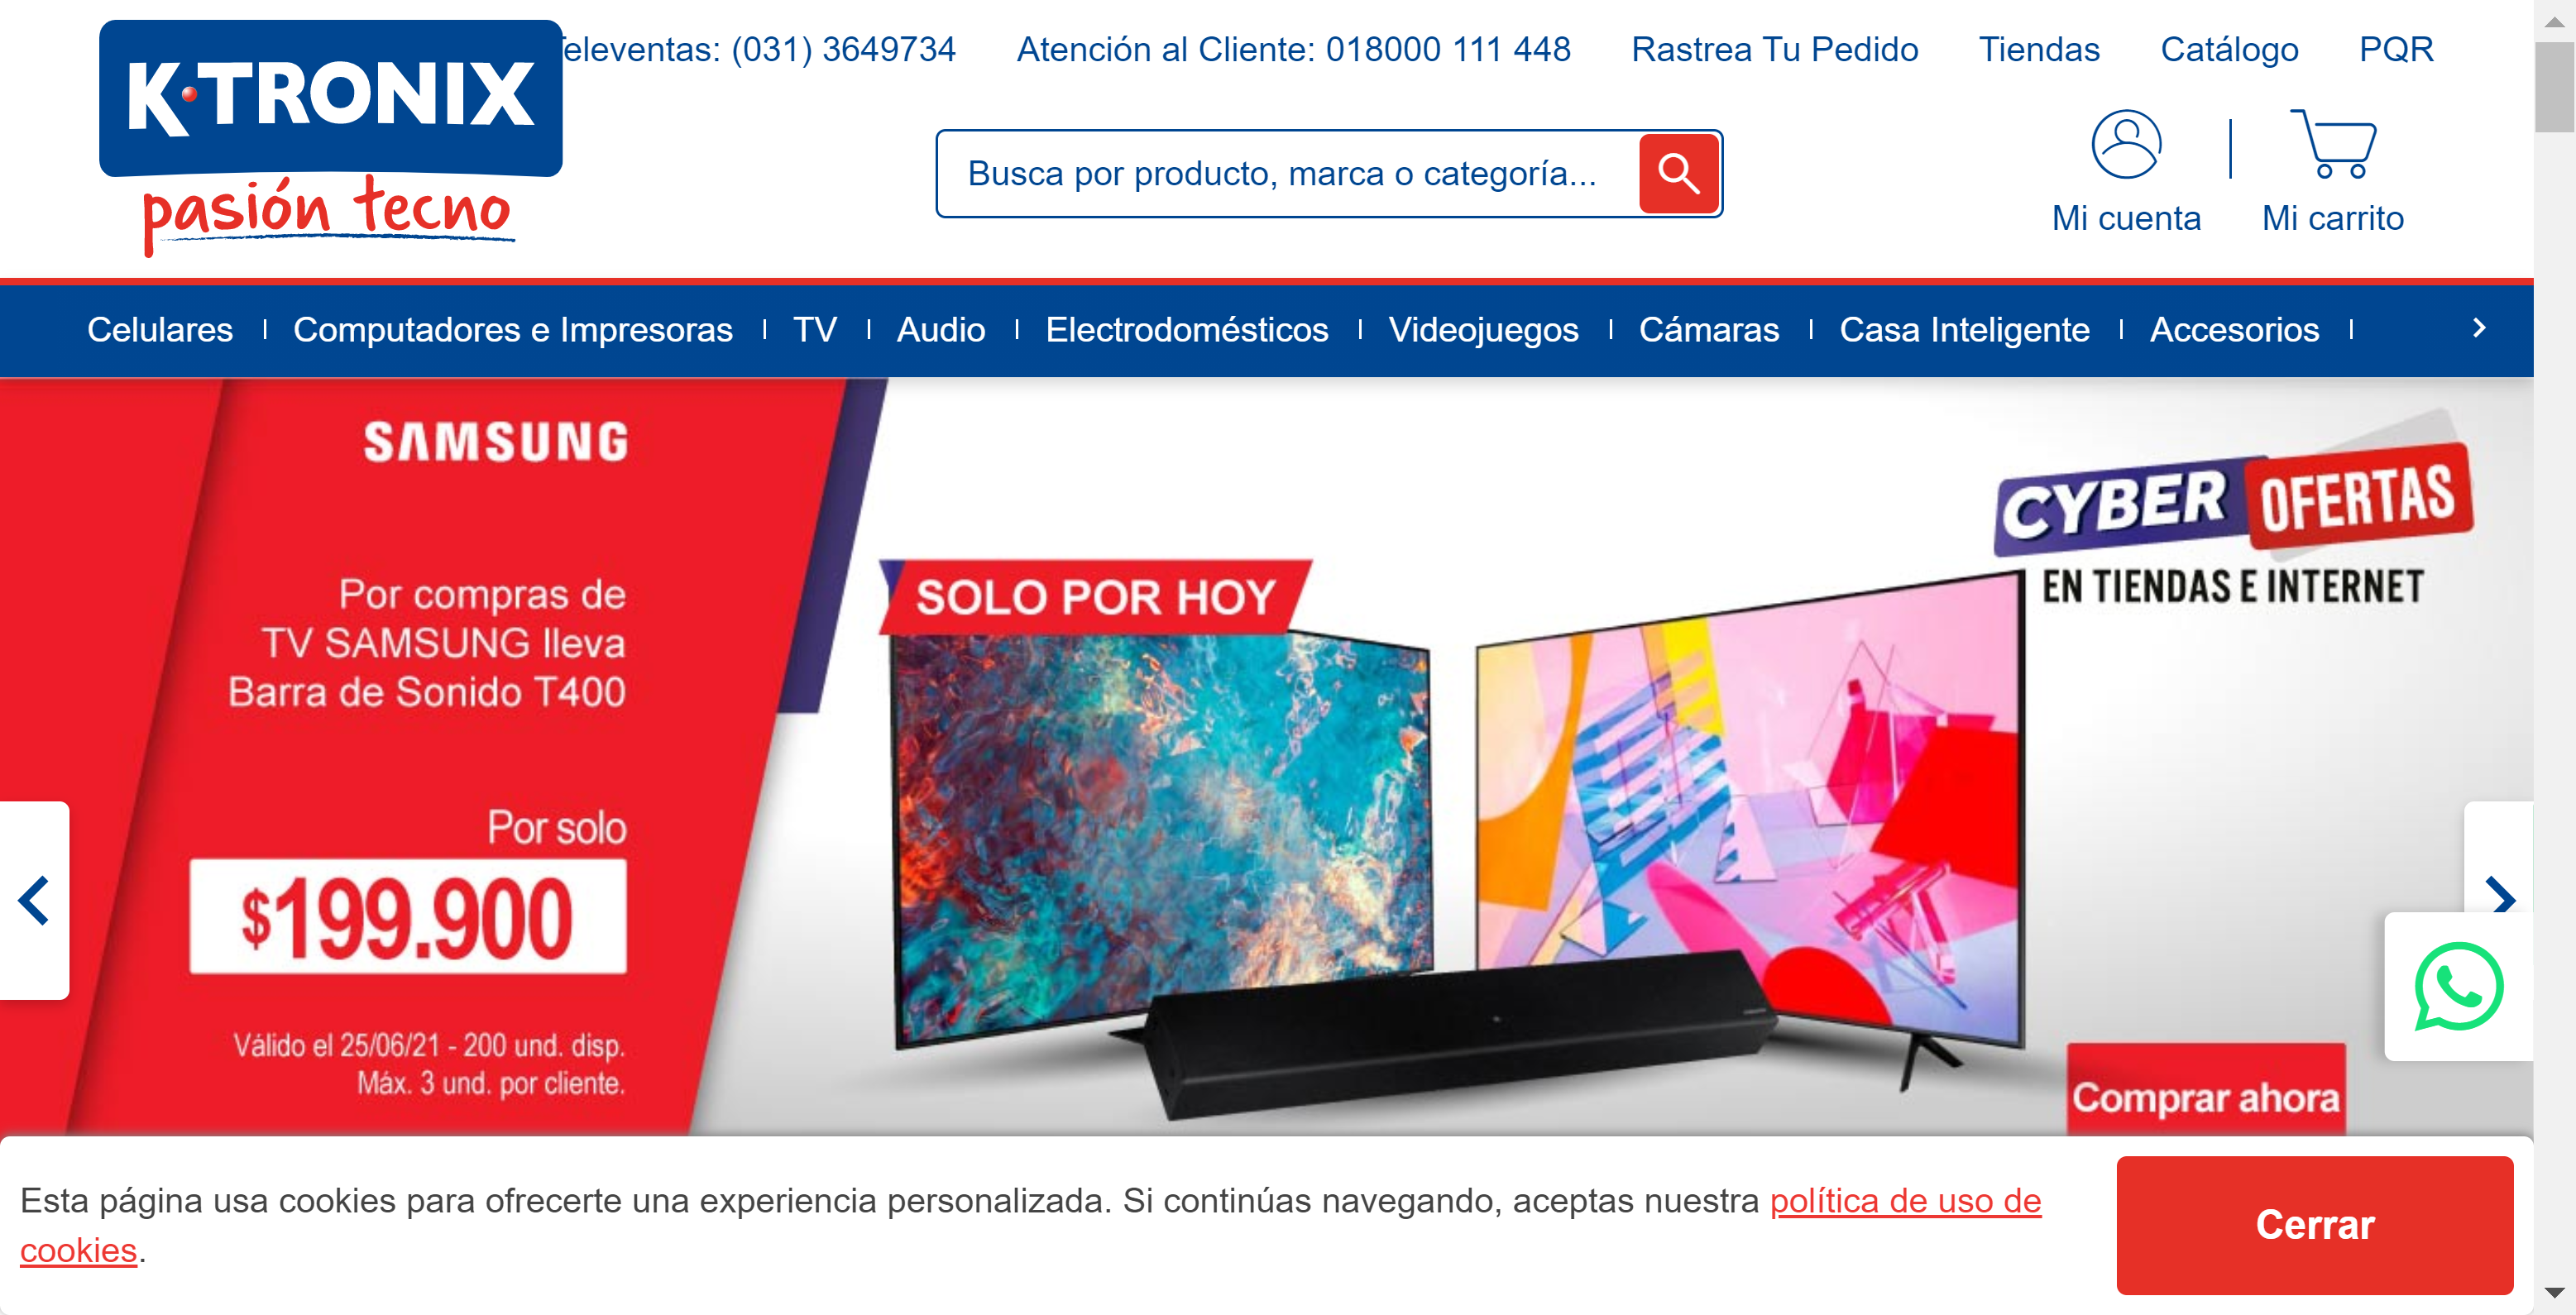 K·TRONIX
pasión tecno
Televentas: (031) 3649734
Atención al Cliente: 018000 111 448
Rastrea Tu Pedido
Tiendas
Catálogo
PQR
Busca por producto, marca o categoría...
Mi cuenta
Mi carrito
Celulares
Computadores e Impresoras
TV
Audio
Electrodomésticos
Videojuegos
Cámaras
Casa Inteligente
Accesorios
SAMSUNG
Por compras de
TV SAMSUNG lleva
Barra de Sonido T400
Por solo
$199.900
Válido el 25/06/21 - 200 und. disp.
Máx. 3 und. por cliente.
SOLO POR HOY
CYBER OFERTAS
EN TIENDAS E INTERNET
Comprar ahora
Esta página usa cookies para ofrecerte una experiencia personalizada. Si continúas navegando, aceptas nuestra política de uso de
cookies.
Cerrar